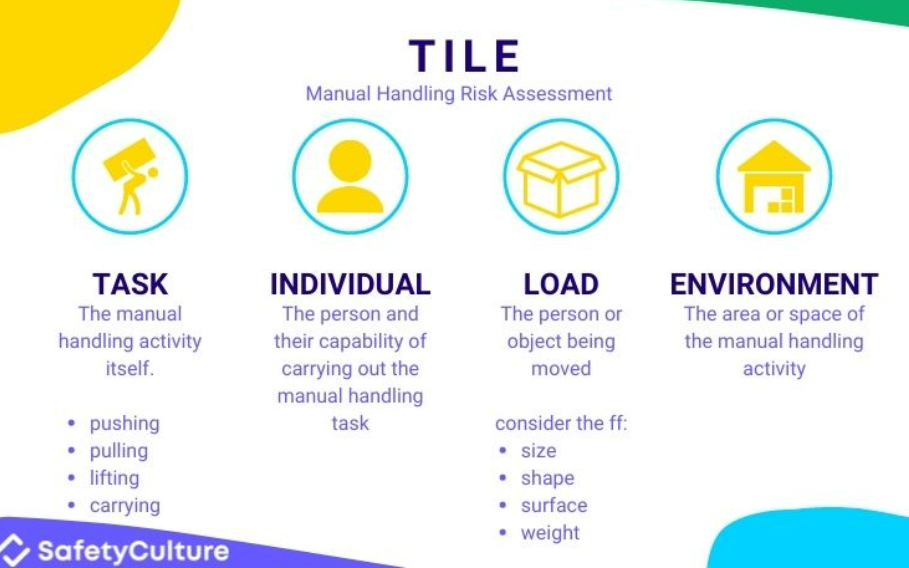 TILE
Manual Handling Risk Assessment
TASK
The manual
handling activity
itself.
• pushing
• pulling
• lifting
• carrying
INDIVIDUAL
The person and
their capability of
carrying out the
manual handling
task
LOAD
The person or
object being
moved
consider the ff:
• size
• shape
• surface
• weight
ENVIRONMENT
The area or space of
the manual handling
activity
SafetyCulture